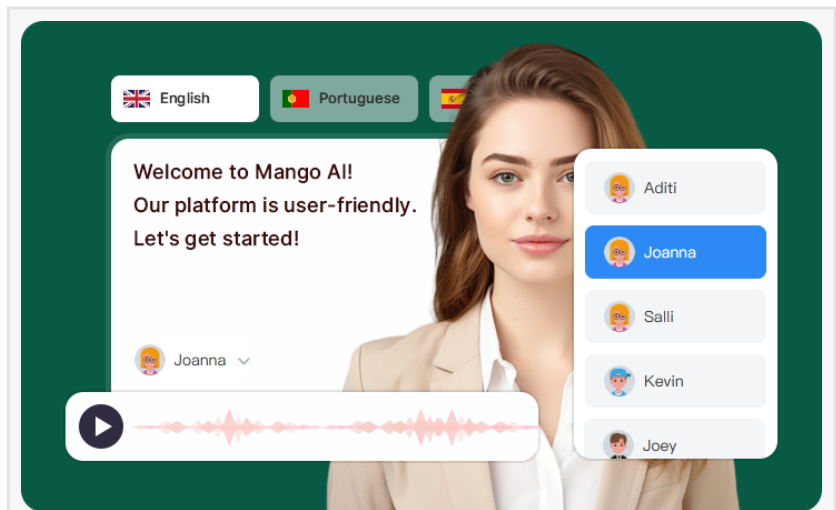 English
Portuguese
Welcome to Mango AI!
Our platform is user-friendly.
Let's get started!
Joanna
Aditi
Joanna
Salli
Kevin
Joey